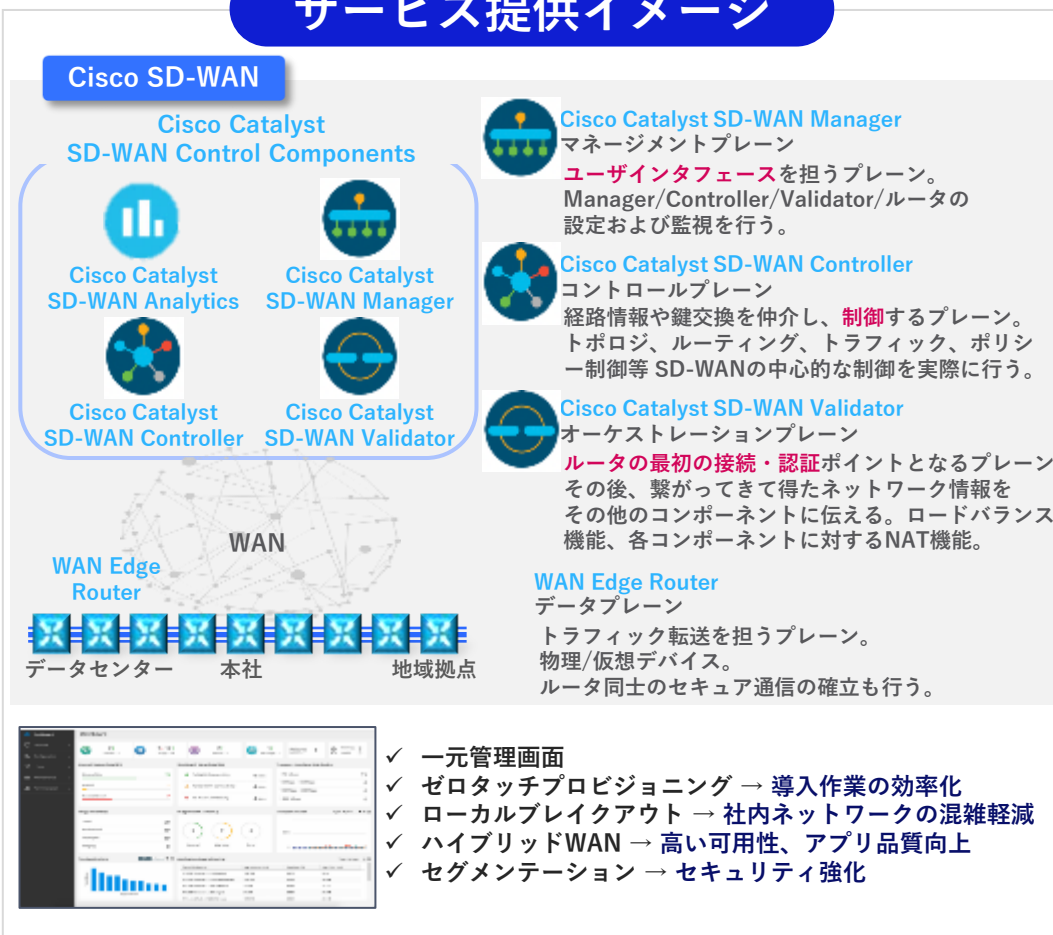 サービス提供イメージ
Cisco SD-WAN
Cisco Catalyst
SD-WAN Control Components
Cisco Catalyst
SD-WAN Analytics
Cisco Catalyst
SD-WAN Manager
Cisco Catalyst
SD-WAN Controller
Cisco Catalyst
SD-WAN Validator
WAN
WAN Edge
Router
データセンター
本社
地域拠点
Cisco Catalyst SD-WAN Manager
マネージメントプレーン
ユーザインタフェースを担うプレーン。
Manager/Controller/Validator/ルータの
設定および監視を行う。
Cisco Catalyst SD-WAN Controller
コントロールプレーン
経路情報や鍵交換を仲介し、制御するプレーン。
トポロジ、ルーティング、トラフィック、ポリシ
ー制御等 SD-WANの中心的な制御を実際に行う。
Cisco Catalyst SD-WAN Validator
オーケストレーションプレーン
ルータの最初の接続・認証ポイントとなるプレーン
その後、繋がってきて得たネットワーク情報を
その他のコンポーネントに伝える。ロードバランス
機能、各コンポーネントに対するNAT機能。
WAN Edge Router
データプレーン
トラフィック転送を担うプレーン。
物理/仮想デバイス。
ルータ同士のセキュア通信の確立も行う。
✓ 一元管理画面
✓ ゼロタッチプロビジョニング → 導入作業の効率化
✓ ローカルブレイクアウト → 社内ネットワークの混雑軽減
✓ ハイブリッドWAN → 高い可用性、アプリ品質向上
✓ セグメンテーション → セキュリティ強化